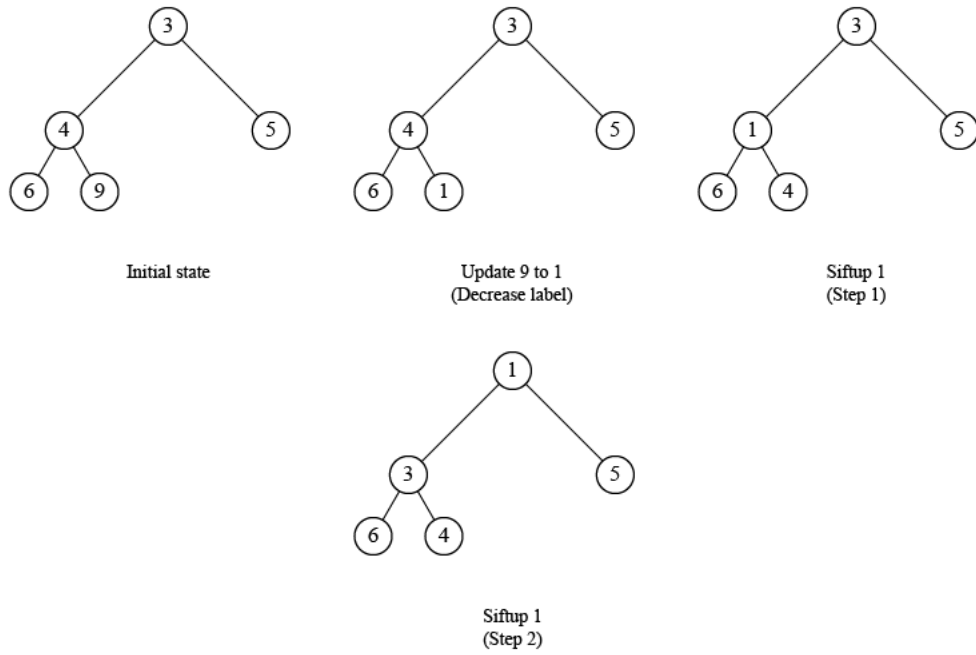 3
3
3
4
5
4
5
1
5
6
9
6
1
6
4
Initial state
Update 9 to 1
(Decrease label)
Siftup 1
(Step 1)
1
3
5
6
4
Siftup 1
(Step 2)